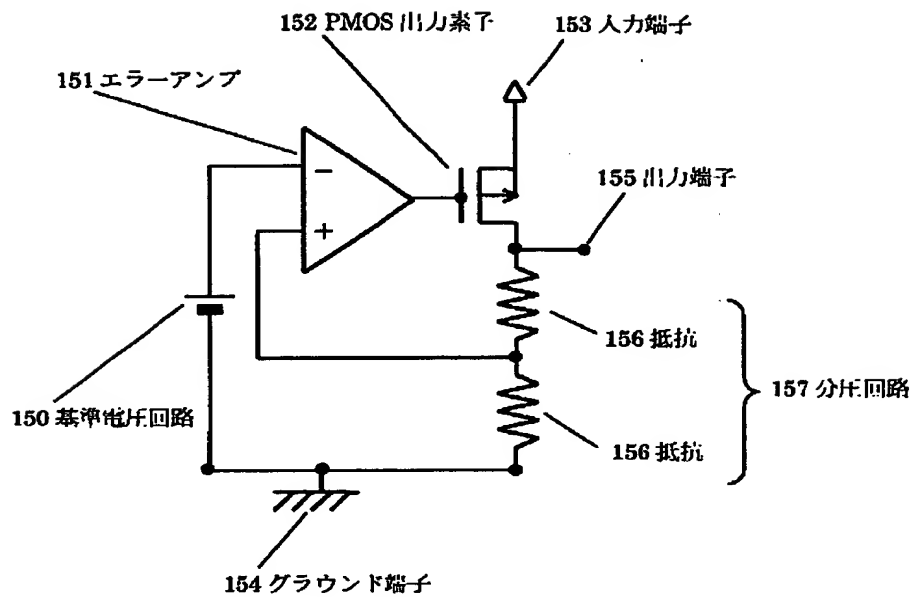 152 PMOS 出力素子
153 入力端子
151 エラーアンプ
155 出力端子
−
+
156 抵抗
157 分圧回路
150 基準電圧回路
156 抵抗
154 グラウンド端子